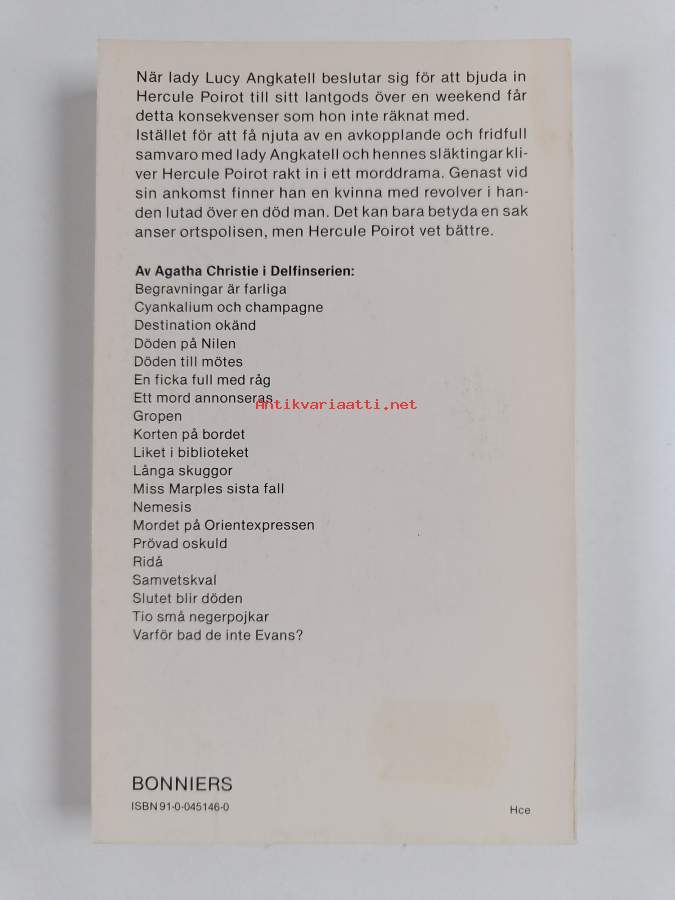 När lady Lucy Angkatell beslutar sig för att bjuda in
Hercule Poirot till sitt lantgods över en weekend får
detta konsekvenser som hon inte räknat med.
Istället för att få njuta av en avkopplande och fridfull
samvaro med lady Angkatell och hennes släktingar kli-
ver Hercule Poirot rakt in i ett morddrama. Genast vid
sin ankomst finner han en kvinna med revolver i han-
den lutad över en död man. Det kan bara betyda en sak
anser ortspolisen, men Hercule Poirot vet bättre.
Av Agatha Christie i Delfinserien:
Begravningar är farliga
Cyankalium och champagne
Destination okänd
Döden på Nilen
Döden till mötes
En ficka full med råg
Ett mord annonseras
Antikvariaatti.net
Gropen
Korten på bordet
Liket i biblioteket
Långa skuggor
Miss Marples sista fall
Nemesis
Mordet på Orientexpressen
Prövad oskuld
Ridå
Samvetskval
Slutet blir döden
Tio små negerpojkar
Varför bad de inte Evans?
BONNIERS
ISBN 91-0-045146-0
Hce